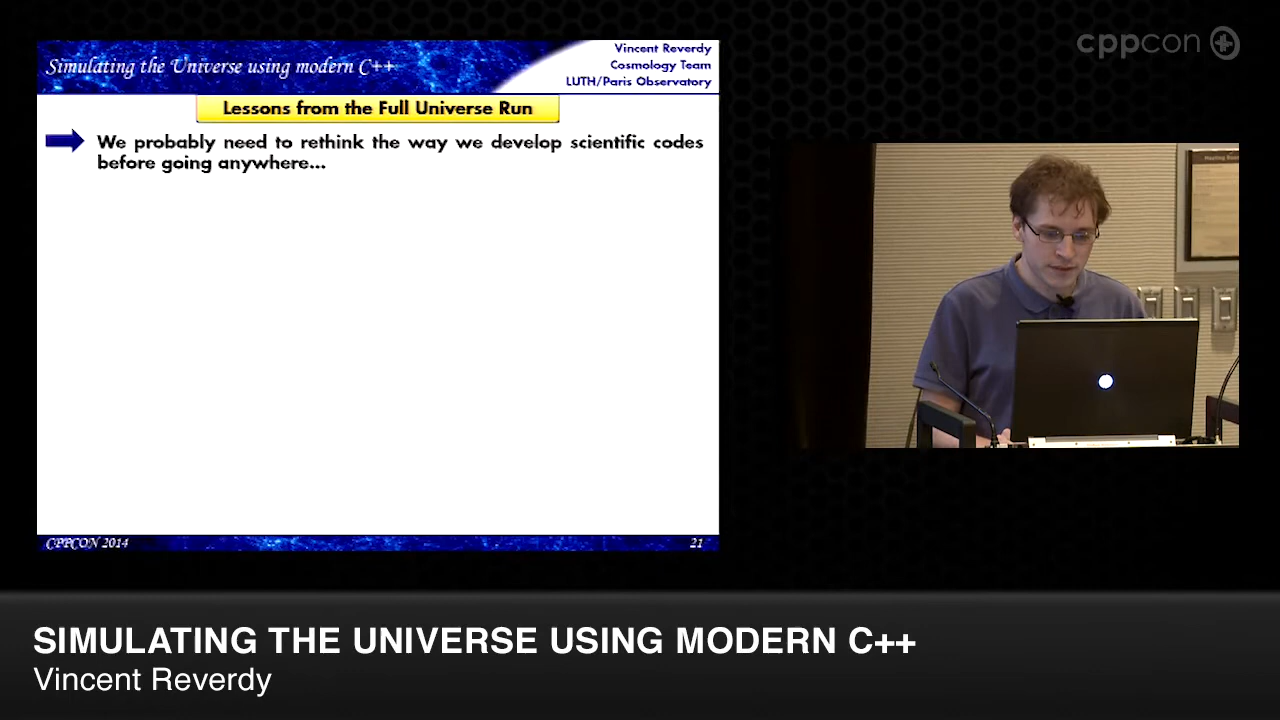 cppcon
Simulating the Universe using modern C++
Vincent Reverdy
Cosmology Team
LUTH/Paris Observatory
Lessons from the Full Universe Run
We probably need to rethink the way we develop scientific codes
before going anywhere...
CPPCON 2014
21
SIMULATING THE UNIVERSE USING MODERN C++
Vincent Reverdy